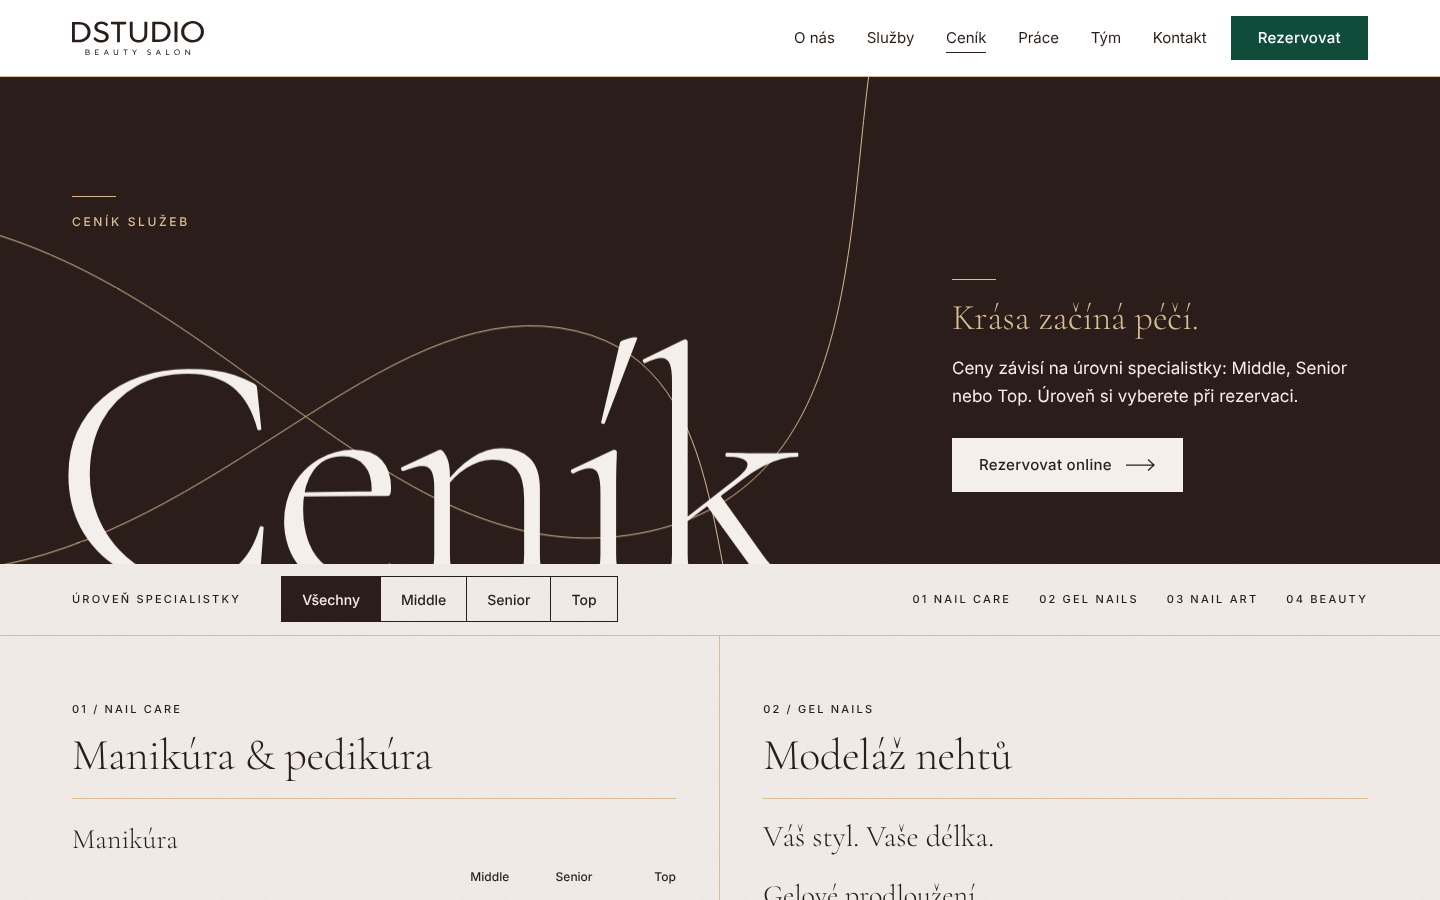 DSTUDIO
BEAUTY SALON
O nás
Služby
Ceník
Práce
Tým
Kontakt
Rezervovat
CENÍK SLUŽEB
Ceník
Krása začíná péčí.
Ceny závisí na úrovni specialistky: Middle, Senior
nebo Top. Úroveň si vyberete při rezervaci.
Rezervovat online
ÚROVEŇ SPECIALISTKY
Všechny
Middle
Senior
Top
01 NAIL CARE
02 GEL NAILS
03 NAIL ART
04 BEAUTY
01 / NAIL CARE
Manikúra & pedikúra
Manikúra
Middle
Senior
Top
02 / GEL NAILS
Modeláž nehtů
Váš styl. Vaše délka.
Gelové prodloužení